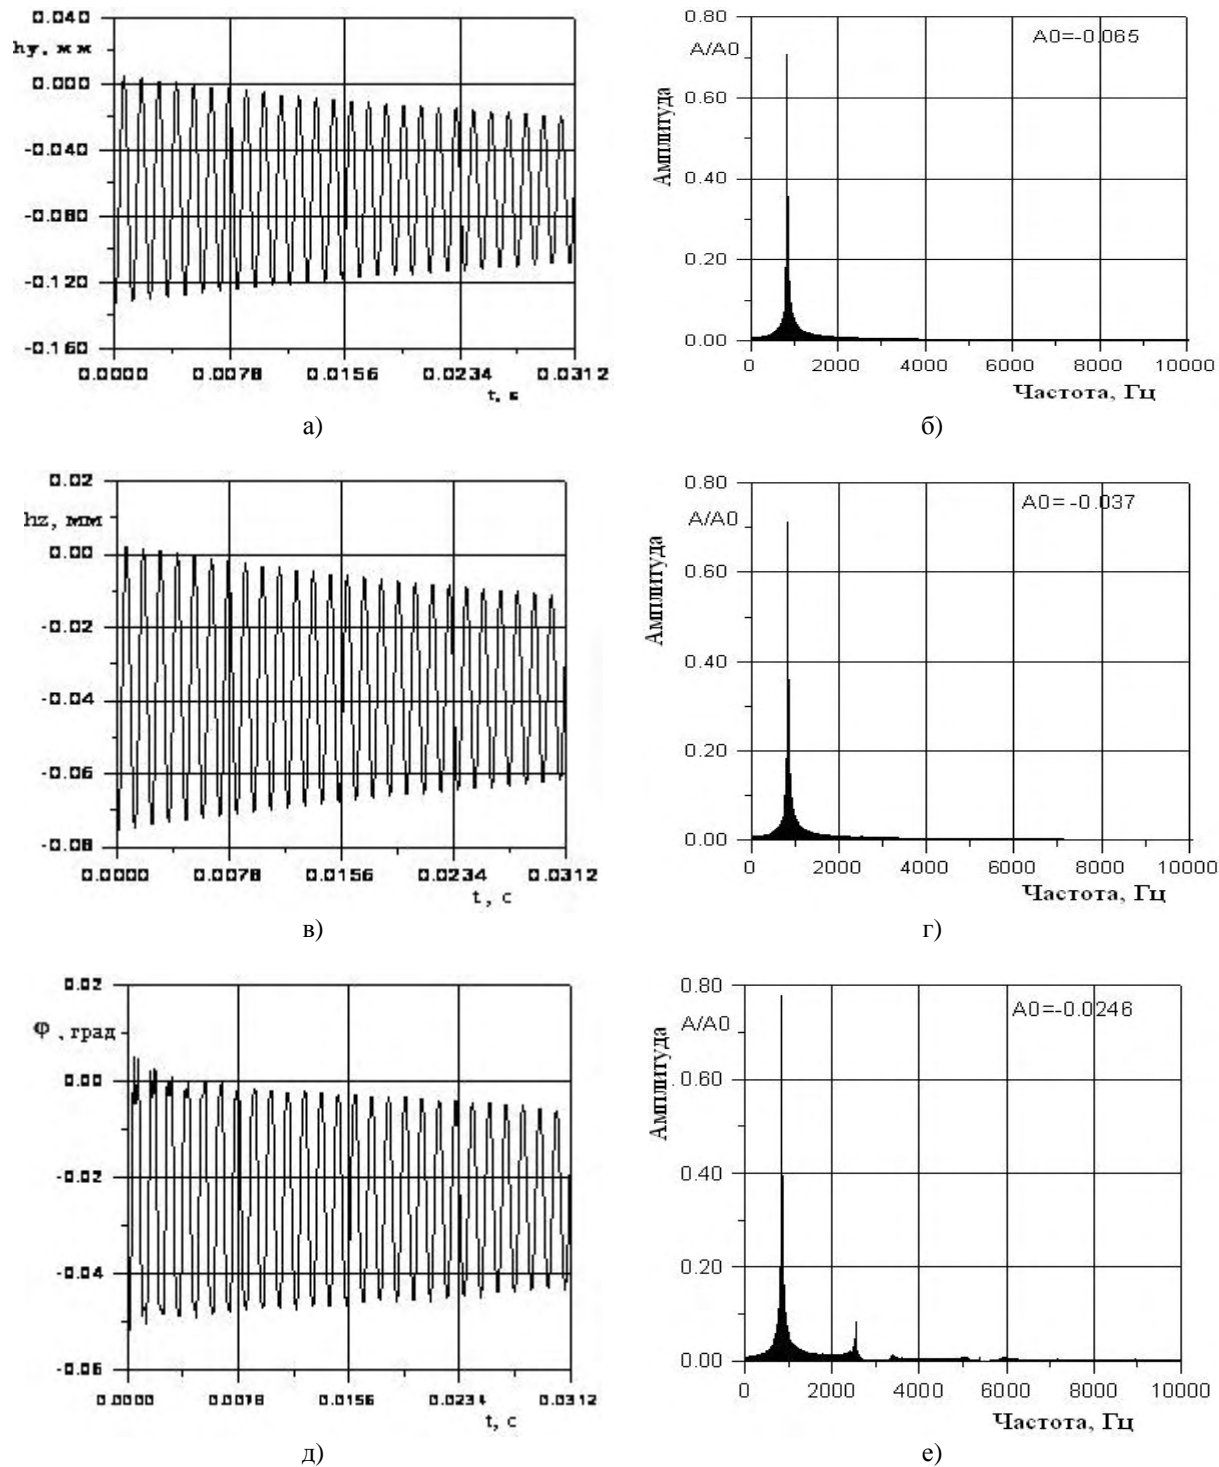 0.040
hy, мм
0.000
-0.040
-0.080
-0.120
-0.160
0.0000 0.0078 0.0156 0.0234 0.0312
t, с
а)
0.80
A/A0
A0=-0.065
0.60
Амплитуда
0.40
0.20
0.00
0 2000 4000 6000 8000 10000
Частота, Гц
б)
0.02
hz, мм
0.00
-0.02
-0.04
-0.06
-0.08
0.0000 0.0078 0.0156 0.0234 0.0312
t, с
в)
0.80
A/A0
A0= -0.037
0.60
Амплитуда
0.40
0.20
0.00
0 2000 4000 6000 8000 10000
Частота, Гц
г)
0.02
φ , град
0.00
-0.02
-0.04
-0.06
0.0000 0.0078 0.0156 0.0234 0.0312
t, с
д)
0.80
A/A0
A0=-0.0246
0.60
Амплитуда
0.40
0.20
0.00
0 2000 4000 6000 8000 10000
Частота, Гц
е)